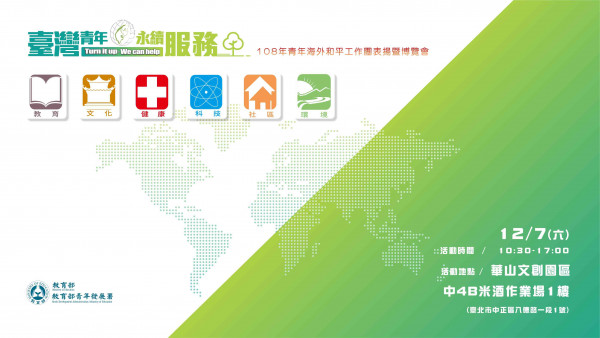 臺灣青年 永續 服務
Turn it up We can help
108年青年海外和平工作團表揚暨博覽會
教育 文化 健康 科技 社區 環境
12/7(六)
活動時間 / 10:30-17:00
活動地點 / 華山文創園區
中4B米酒作業場1樓
(臺北市中正區八德路一段1號)
教育部
教育部青年發展署